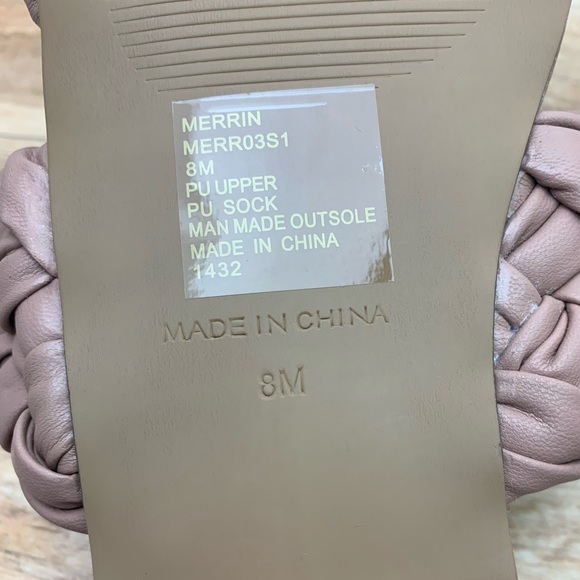 MERRIN
MERR03S1
8M
PU UPPER
PU SOCK
MAN MADE OUTSOLE
MADE IN CHINA
1432
MADE IN CHINA
8M